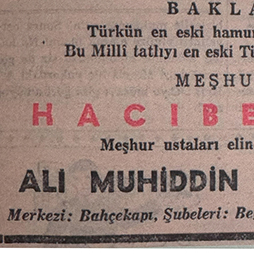 BAKLA
Türkün en eski hamur
Bu Millî tatlıyı en eski Tü
MEŞHU
HACIBE
Meşhur ustaları elin
ALİ MUHİDDİN
Merkezi: Bahçekapı, Şubeleri: Be